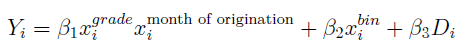 Y_i = β_1 x_i^{grade} x_i^{month of origination} + β_2 x_i^{bin} + β_3 D_i